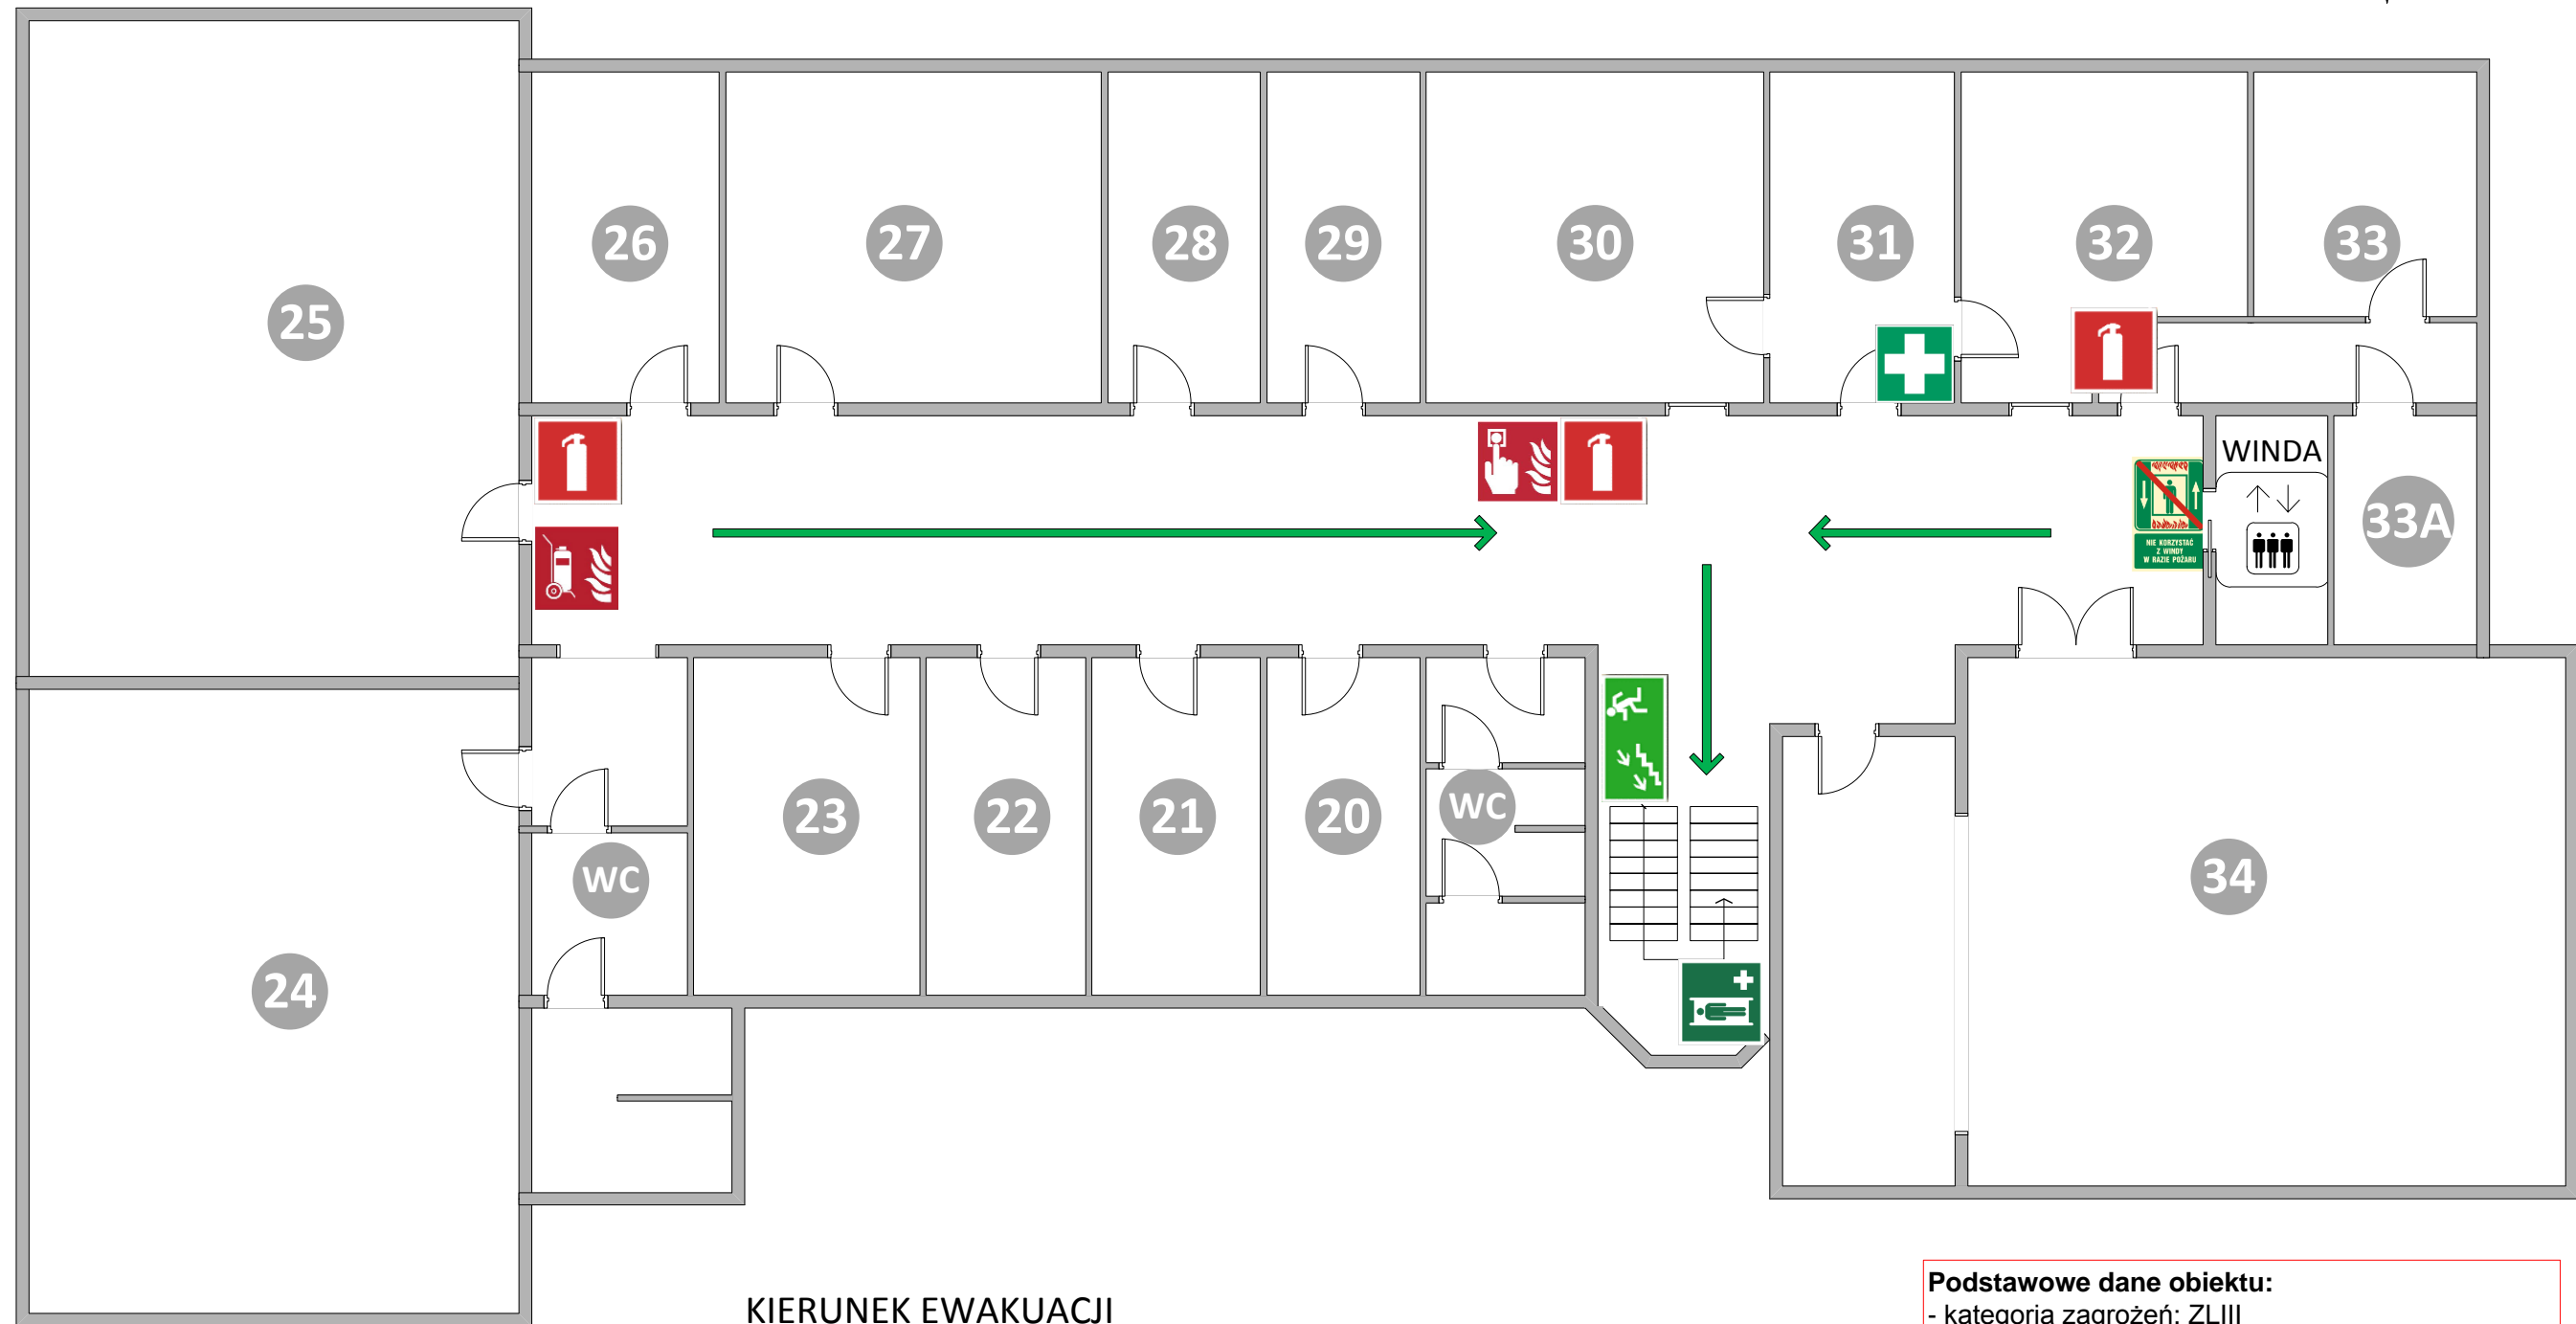 26
27
28
29
30
31
32
33
25
WINDA
33A
NIE KORZYSTAĆ
Z WINDY
W RAZIE POŻARU
23
22
21
20
WC
WC
34
24
KIERUNEK EWAKUACJI
Podstawowe dane obiektu:
- kategoria zagrożeń: ZLIII